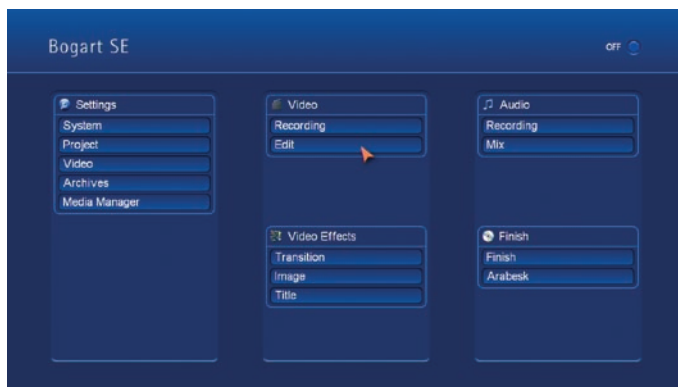 Bogart SE
OFF
Settings
System
Project
Video
Archives
Media Manager
Video
Recording
Edit
Audio
Recording
Mix
Video Effects
Transition
Image
Title
Finish
Finish
Arabesk